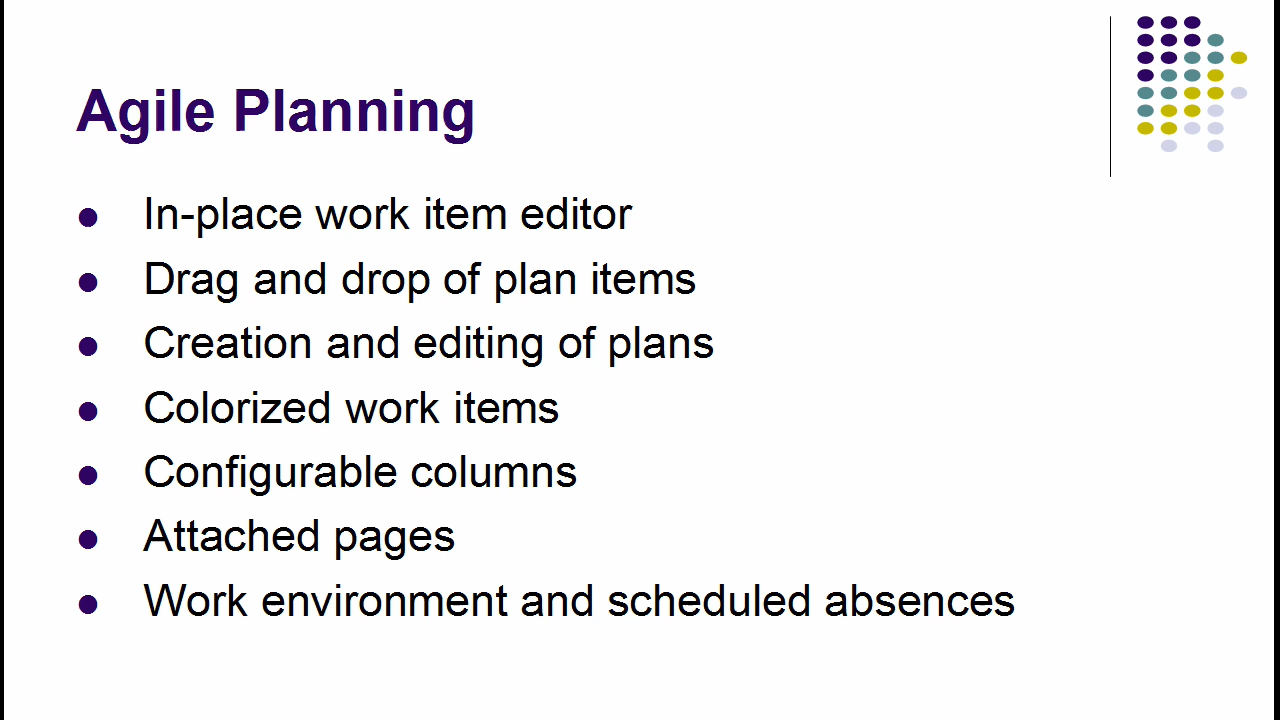 Agile Planning
In-place work item editor
Drag and drop of plan items
Creation and editing of plans
Colorized work items
Configurable columns
Attached pages
Work environment and scheduled absences